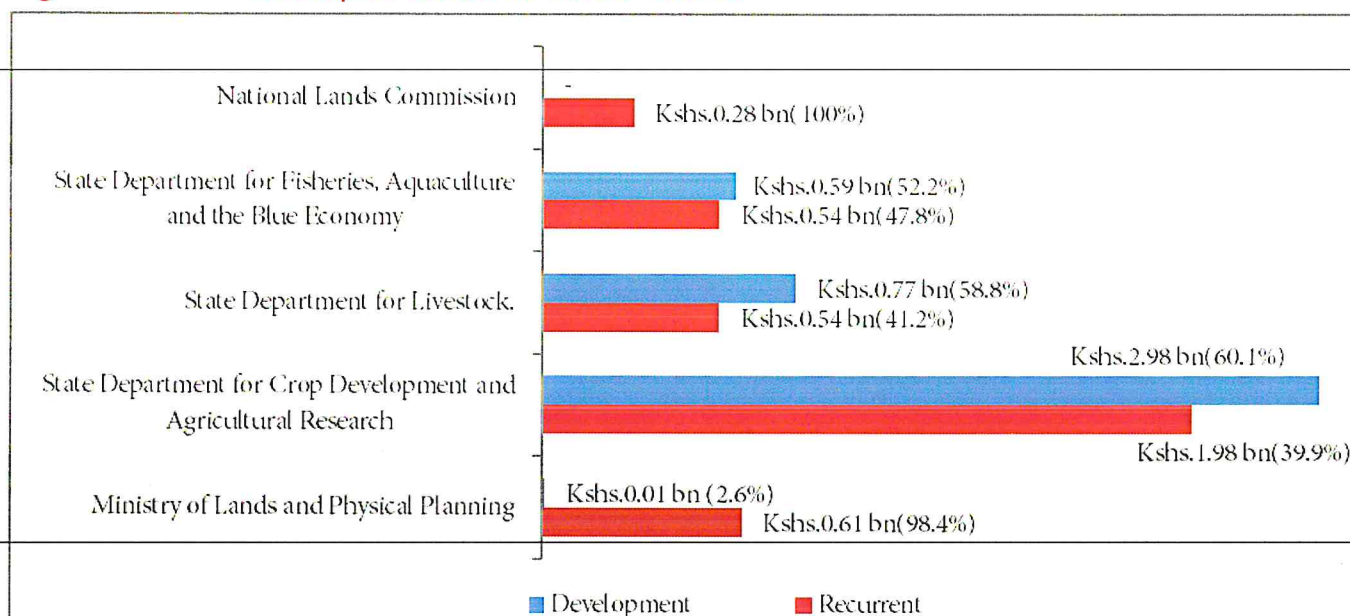 -
National Lands Commission
Kshs.0.28 bn( 100%)
State Department for Fisheries, Aquaculture
and the Blue Economy
Kshs.0.59 bn(52.2%)
Kshs.0.54 bn(47.8%)
State Department for Livestock.
Kshs.0.77 bn(58.8%)
Kshs.0.54 bn(41.2%)
State Department for Crop Development and
Agricultural Research
Kshs.2.98 bn(60.1%)
Kshs.1.98 bn(39.9%)
Ministry of Lands and Physical Planning
Kshs.0.01 bn (2.6%)
Kshs.0.61 bn(98.4%)
Development
Recurrent